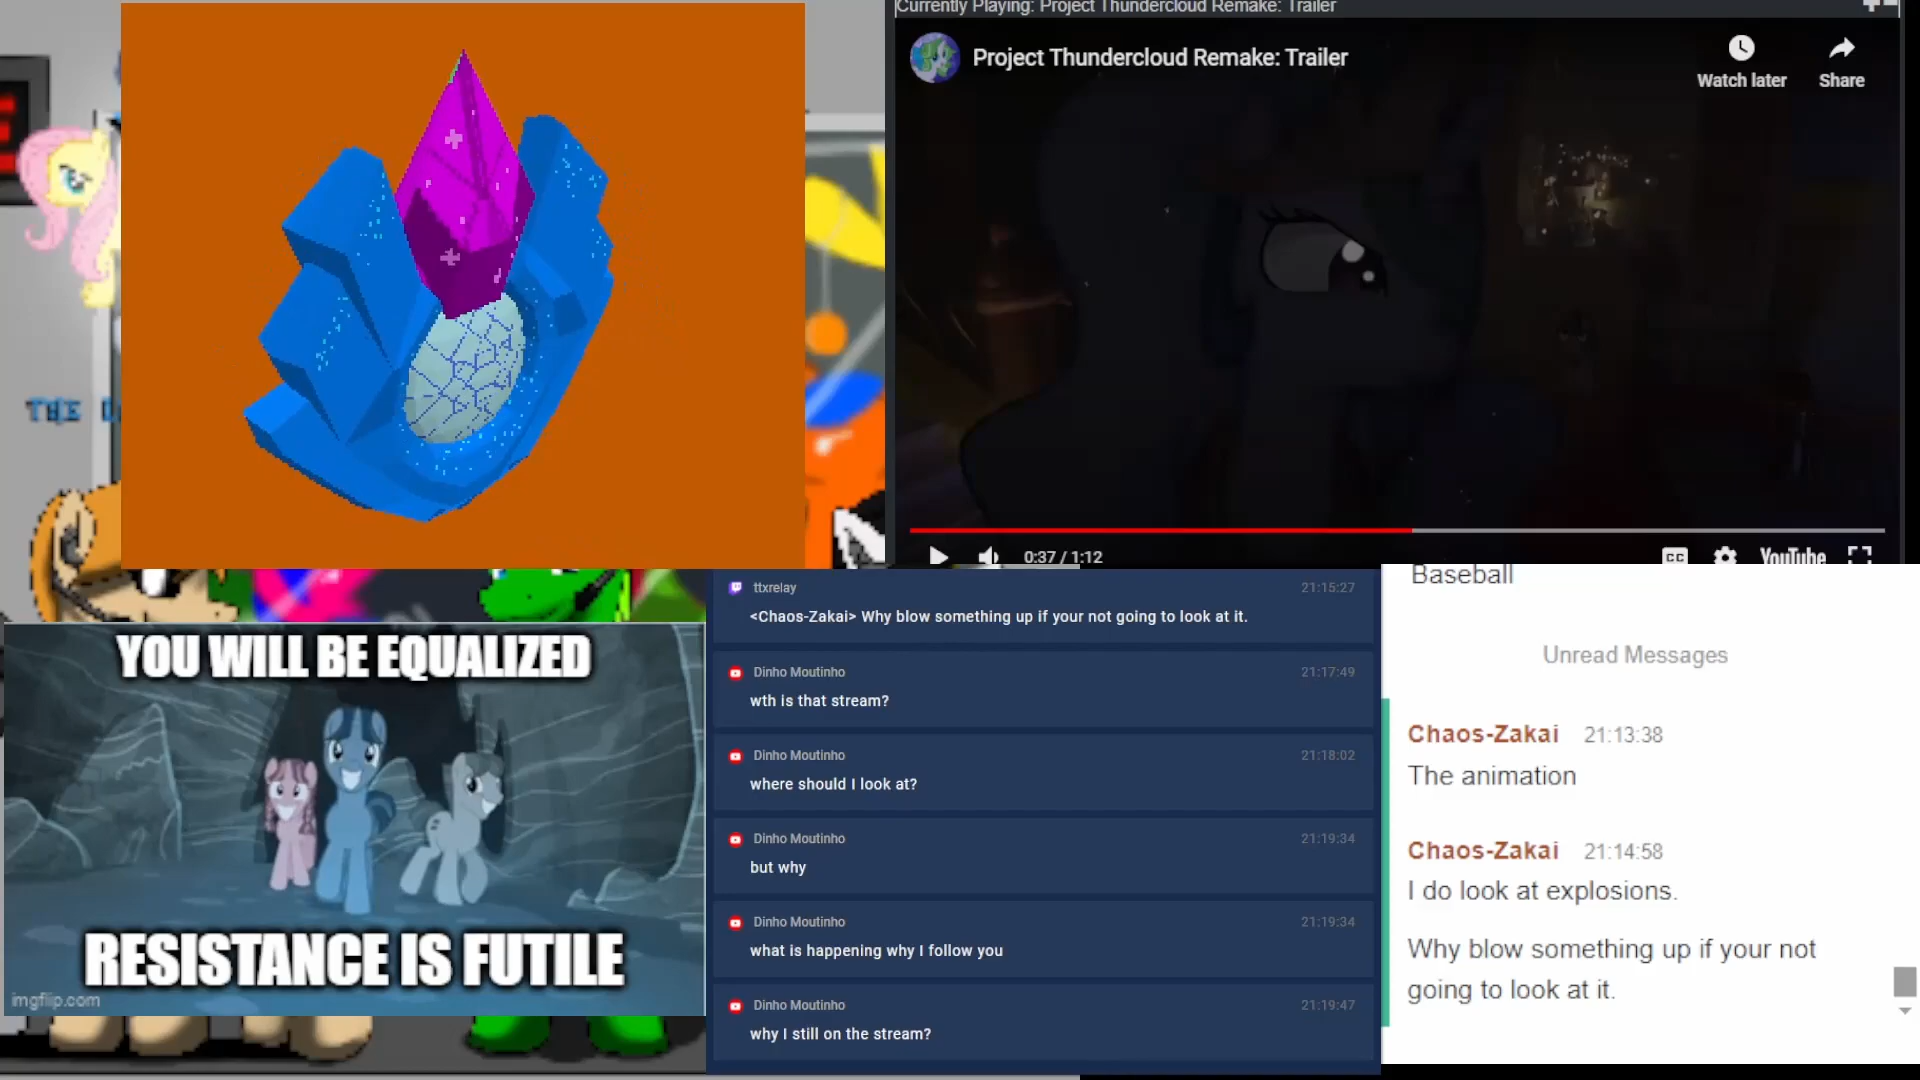 Currently Playing: Project Thundercloud Remake: Trailer
Project Thundercloud Remake: Trailer
Watch later
Share
0:37 / 1:12
CC
YouTube
THE
YOU WILL BE EQUALIZED
RESISTANCE IS FUTILE
imgflip.com
ttxrelay 21:15:27
<Chaos-Zakai> Why blow something up if your not going to look at it.
Dinho Moutinho 21:17:49
wth is that stream?
Dinho Moutinho 21:18:02
where should I look at?
Dinho Moutinho 21:19:34
but why
Dinho Moutinho 21:19:34
what is happening why I follow you
Dinho Moutinho 21:19:47
why I still on the stream?
Baseball
Unread Messages
Chaos-Zakai 21:13:38
The animation
Chaos-Zakai 21:14:58
I do look at explosions.
Why blow something up if your not
going to look at it.